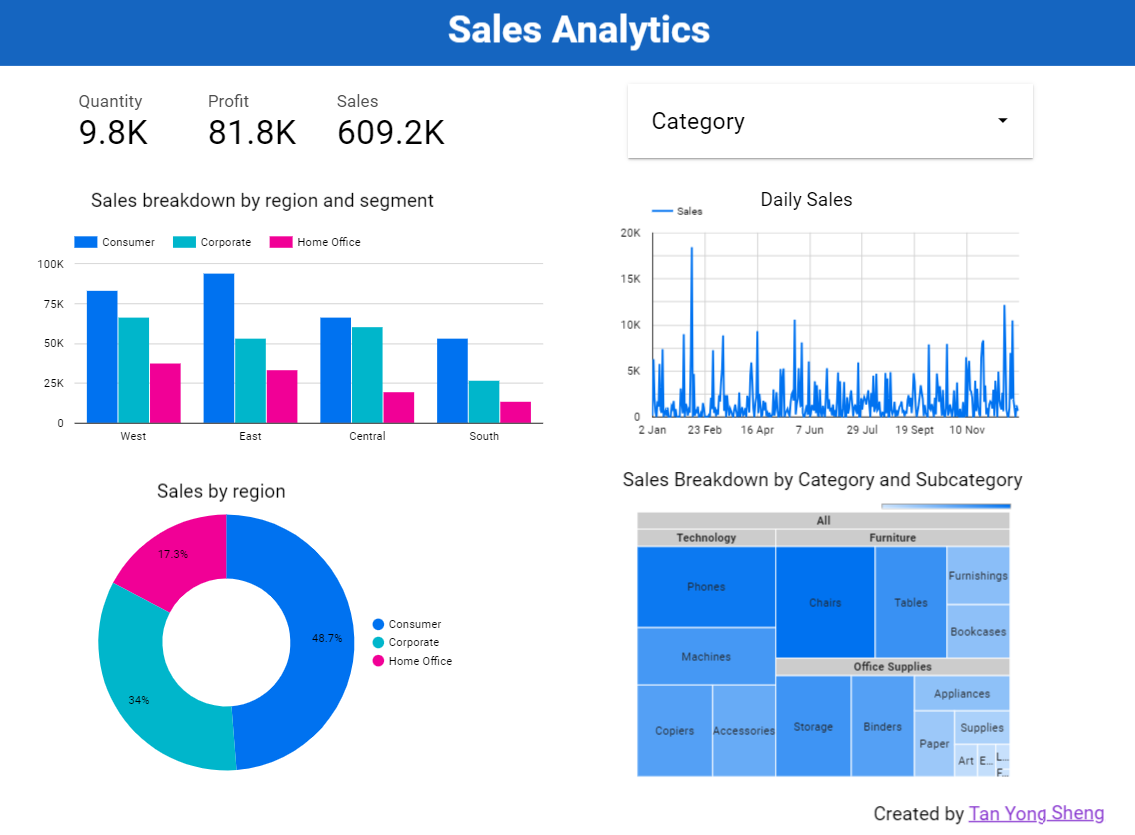 Sales Analytics
Quantity Profit Sales
9.8K 81.8K 609.2K
Category
Sales breakdown by region and segment
Consumer Corporate Home Office
100K
75K
50K
25K
0
West East Central South
Daily Sales
Sales
20K
15K
10K
5K
0
2 Jan 23 Feb 16 Apr 7 Jun 29 Jul 19 Sept 10 Nov
Sales by region
17.3%
48.7%
34%
Consumer
Corporate
Home Office
Sales Breakdown by Category and Subcategory
All
Technology Furniture
Phones Chairs Tables Furnishings
Bookcases
Machines
Office Supplies
Copiers Accessories Storage Binders Appliances
Paper Supplies
Art E... L...
F...
Created by Tan Yong Sheng